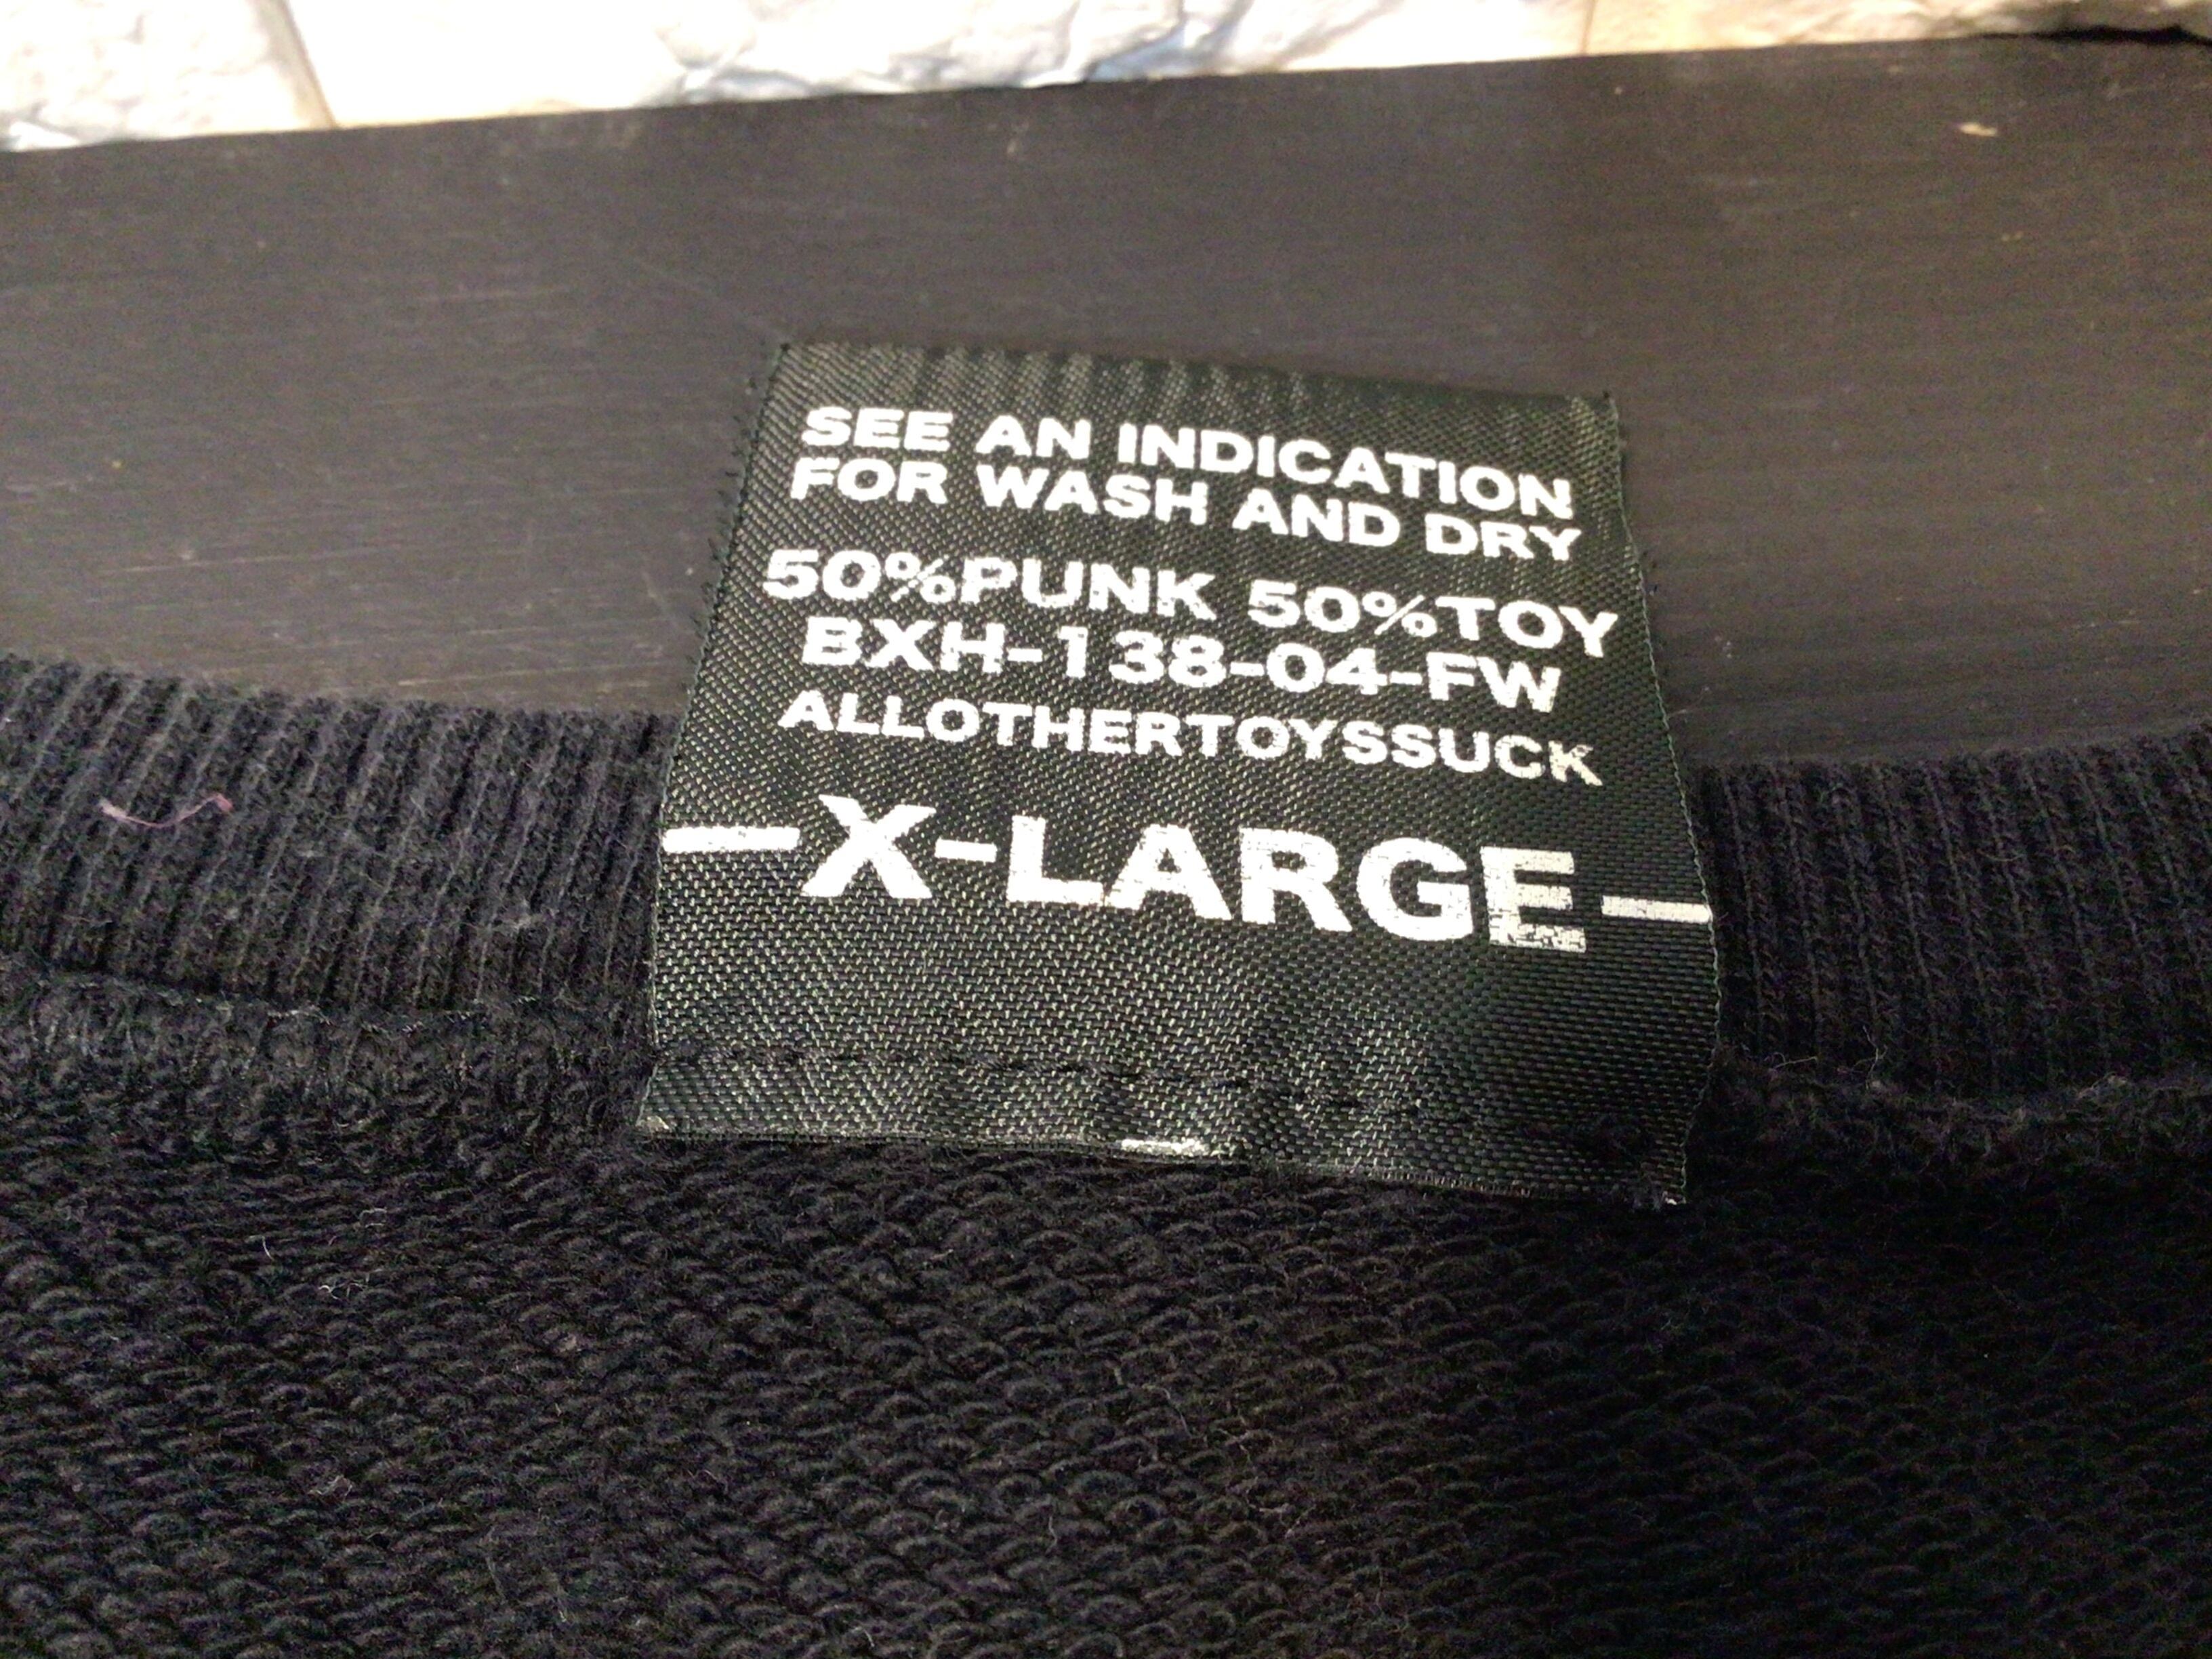 SEE AN INDICATION
FOR WASH AND DRY
50%PUNK 50%TOY
BXH-138-04-FW
ALLOTHERTOYSSUCK
—X-LARGE—